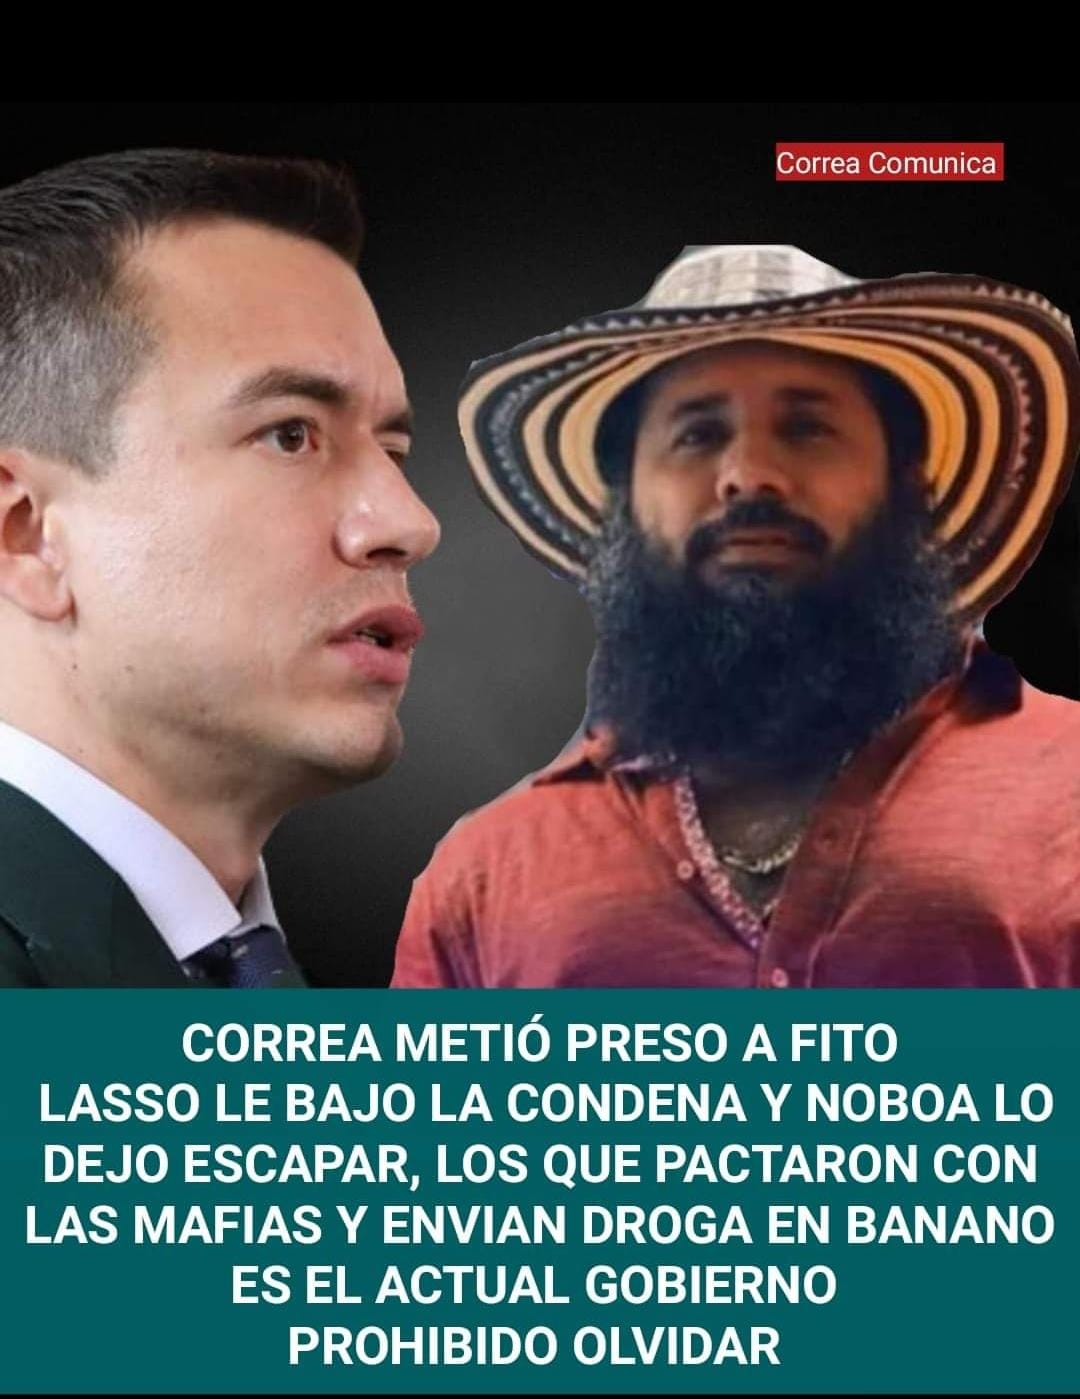 Correa Comunica
CORREA METIÓ PRESO A FITO
LASSO LE BAJO LA CONDENA Y NOBOA LO
DEJO ESCAPAR, LOS QUE PACTARON CON
LAS MAFIAS Y ENVIAN DROGA EN BANANO
ES EL ACTUAL GOBIERNO
PROHIBIDO OLVIDAR